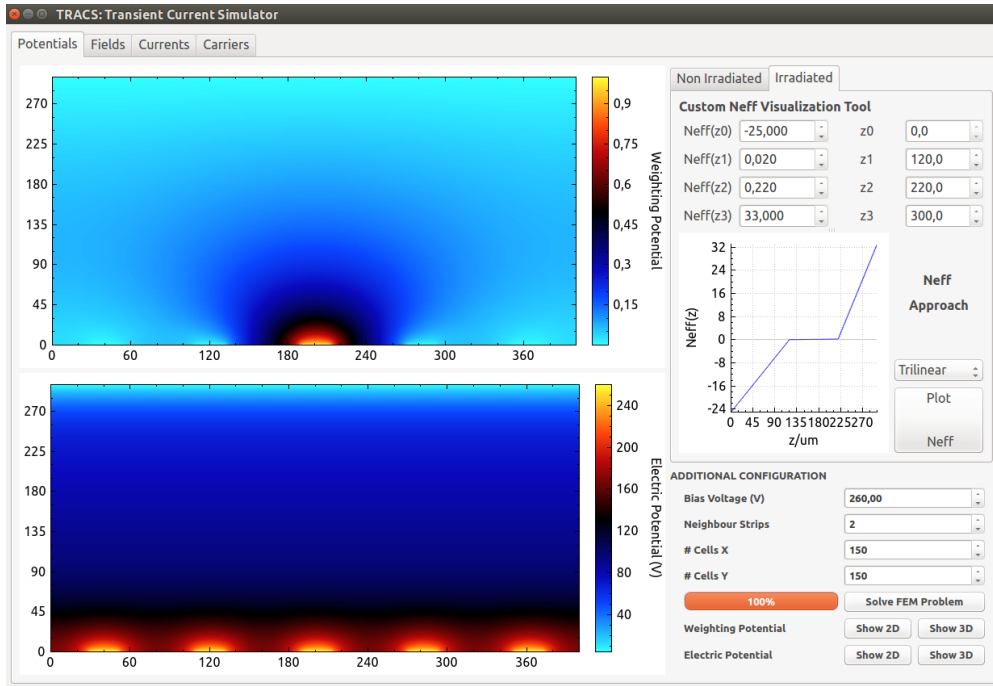 TRACS: Transient Current Simulator
Potentials Fields Currents Carriers
270
225
180
135
90
45
0
0 60 120 180 240 300 360
0,9
0,75
0,6
0,45
0,3
0,15
Weighting Potential
270
225
180
135
90
45
0
0 60 120 180 240 300 360
240
200
160
120
80
40
Electric Potential (V)
Non Irradiated Irradiated
Custom Neff Visualization Tool
Neff(z0) -25,000 z0 0,0
Neff(z1) 0,020 z1 120,0
Neff(z2) 0,220 z2 220,0
Neff(z3) 33,000 z3 300,0
32
24
16
8
0
-8
-16
-24
Neff(z)
0 45 90 135180225270
z/um
Neff
Approach
Trilinear
Plot
Neff
ADDITIONAL CONFIGURATION
Bias Voltage (V) 260,00
Neighbour Strips 2
# Cells X 150
# Cells Y 150
100% Solve FEM Problem
Weighting Potential Show 2D Show 3D
Electric Potential Show 2D Show 3D